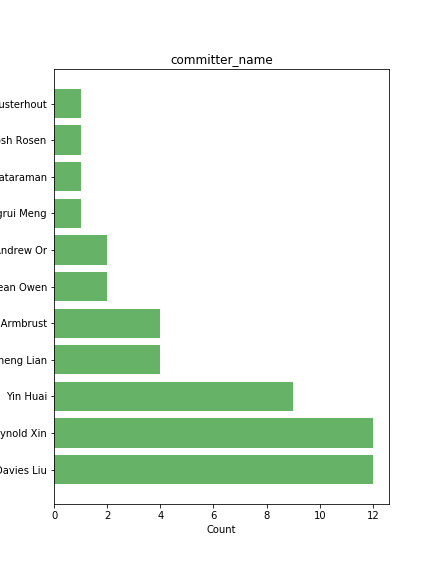 committer_name
usterhout
osh Rosen
ataraman
grui Meng
Andrew Or
ean Owen
Armbrust
heng Lian
Yin Huai
ynold Xin
Davies Liu
0 2 4 6 8 10 12
Count